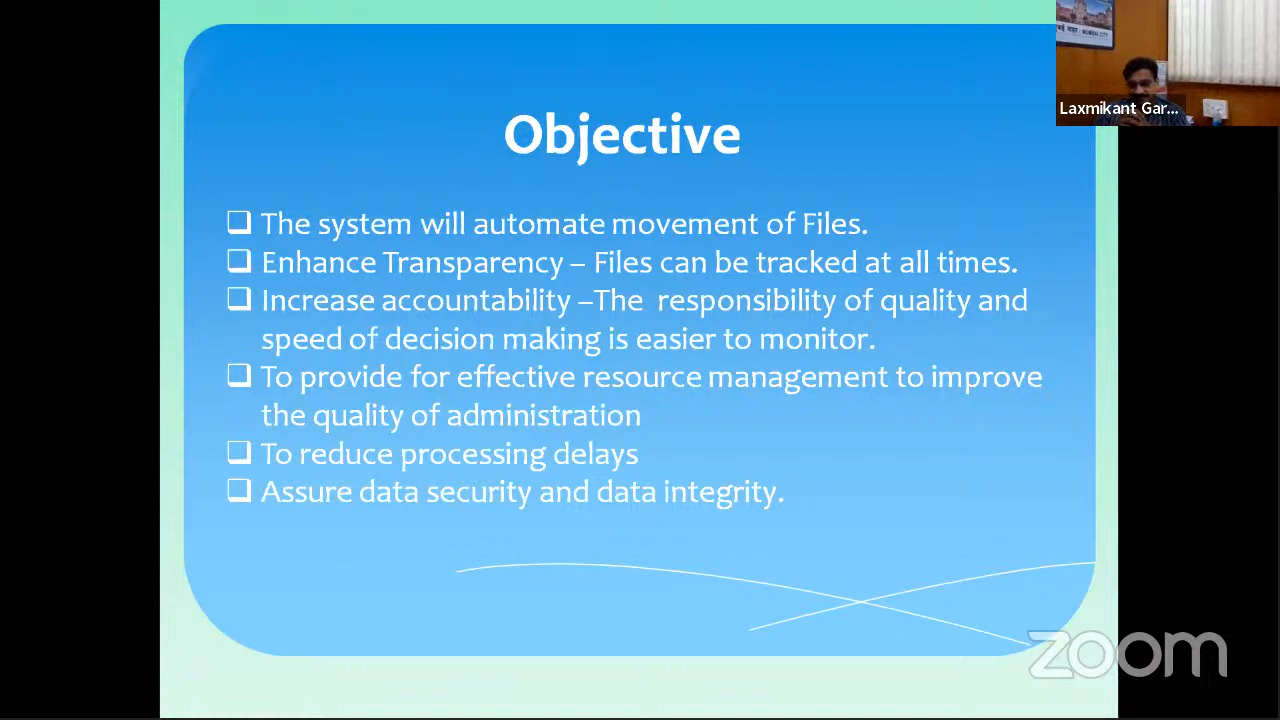 Objective
The system will automate movement of Files.
Enhance Transparency – Files can be tracked at all times.
Increase accountability –The responsibility of quality and
speed of decision making is easier to monitor.
To provide for effective resource management to improve
the quality of administration
To reduce processing delays
Assure data security and data integrity.
MUMBAI CITY
Laxmikant Gar...
zoom